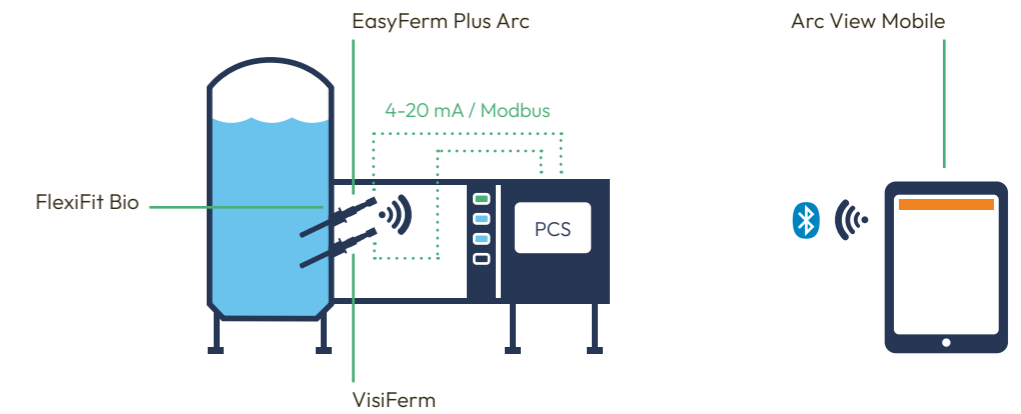 EasyFerm Plus Arc
Arc View Mobile
4-20 mA / Modbus
FlexiFit Bio
PCS
VisiFerm